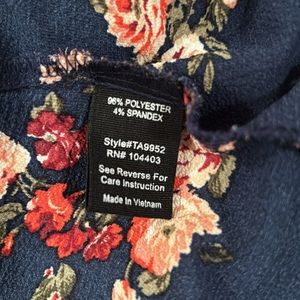 96% POLYESTER
4% SPANDEX
Style#TA9952
RN# 104403
See Reverse For
Care Instruction
Made in Vietnam